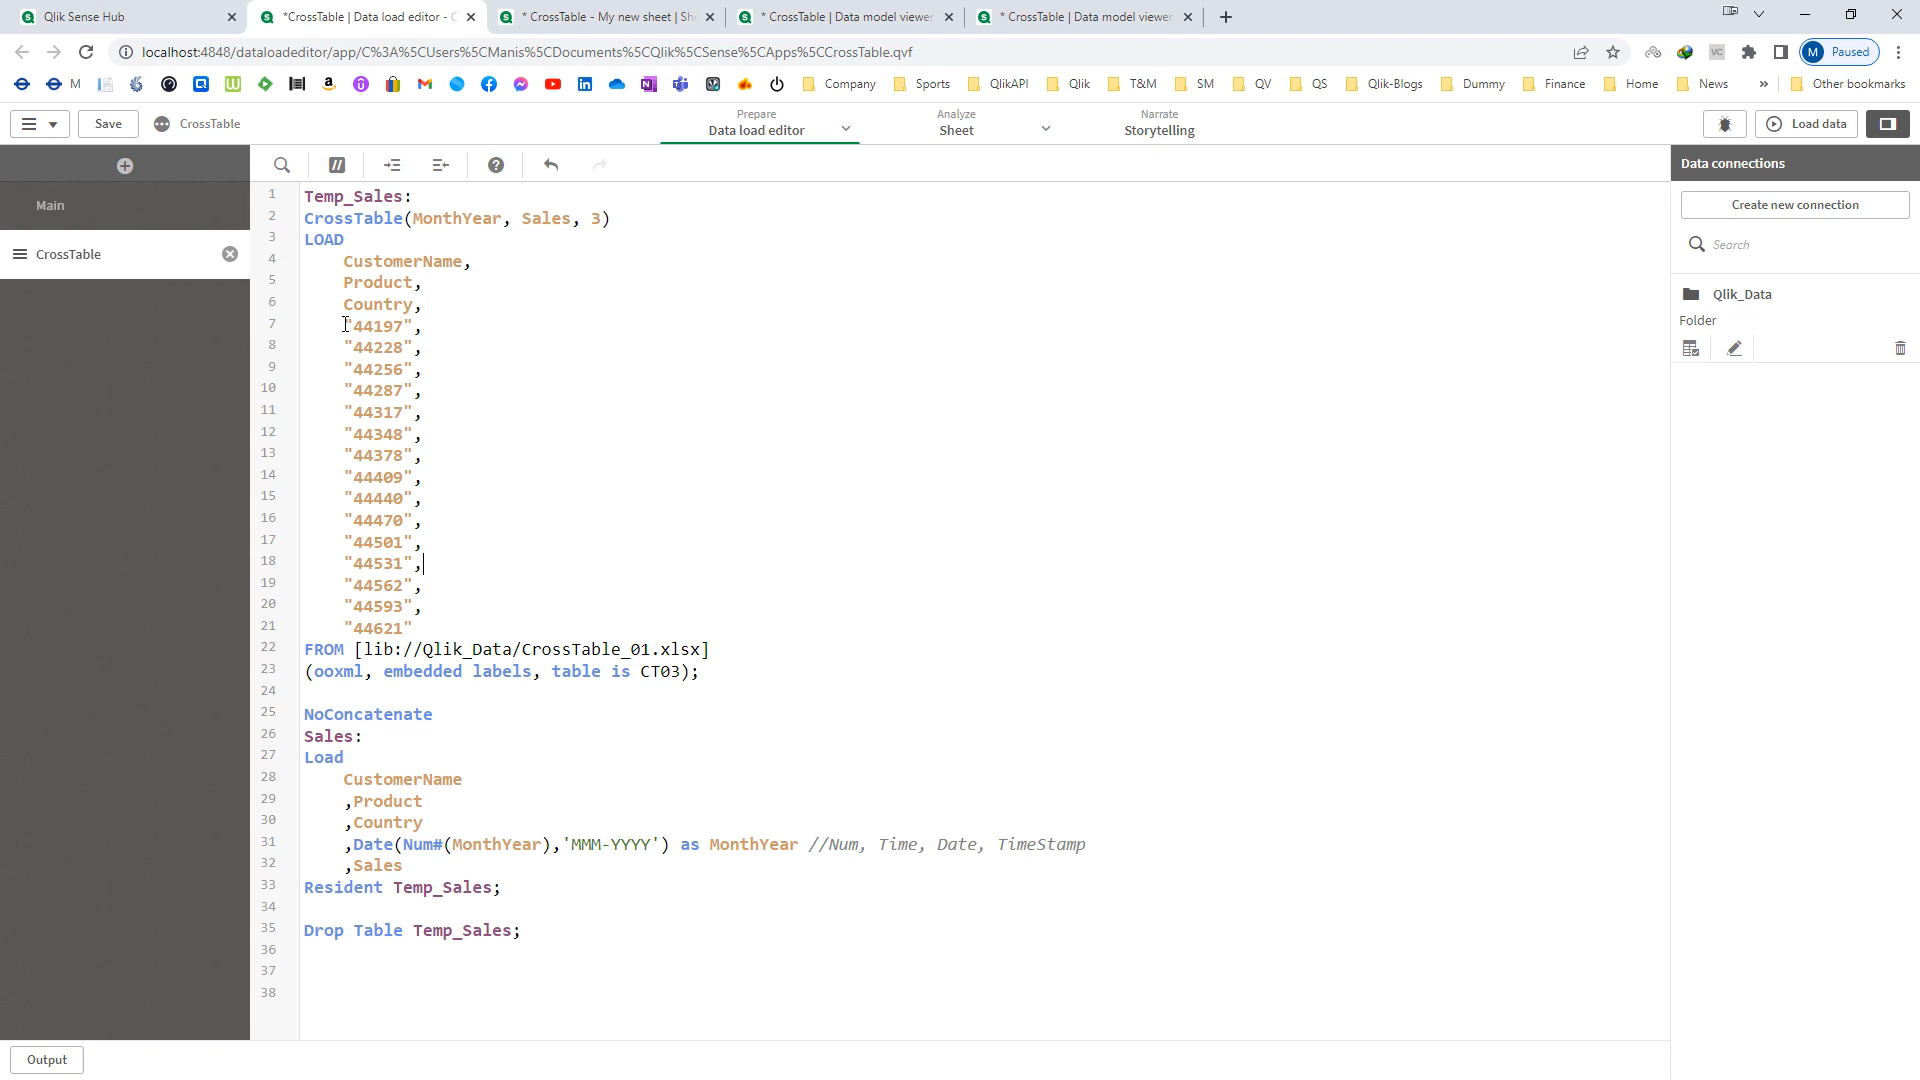 Qlik Sense Hub
*CrossTable | Data load editor - C
* CrossTable - My new sheet | She
* CrossTable | Data model viewer
* CrossTable | Data model viewer
localhost:4848/dataloadeditor/app/C%3A%5CUsers%5CManis%5CDocuments%5CQlik%5CSense%5CApps%5CCrossTable.qvf
M Paused
M
Company
Sports
QlikAPI
Qlik
T&M
SM
QV
QS
Qlik-Blogs
Dummy
Finance
Home
News
»
Other bookmarks
Save
CrossTable
Prepare
Data load editor
Analyze
Sheet
Narrate
Storytelling
Load data
Main
CrossTable
1 Temp_Sales:
2 CrossTable(MonthYear, Sales, 3)
3 LOAD
4 CustomerName,
5 Product,
6 Country,
7 "44197",
8 "44228",
9 "44256",
10 "44287",
11 "44317",
12 "44348",
13 "44378",
14 "44409",
15 "44440",
16 "44470",
17 "44501",
18 "44531",
19 "44562",
20 "44593",
21 "44621"
22 FROM [lib://Qlik_Data/CrossTable_01.xlsx]
23 (ooxml, embedded labels, table is CT03);
24
25 NoConcatenate
26 Sales:
27 Load
28 CustomerName
29 ,Product
30 ,Country
31 ,Date(Num#(MonthYear),'MMM-YYYY') as MonthYear //Num, Time, Date, TimeStamp
32 ,Sales
33 Resident Temp_Sales;
34
35 Drop Table Temp_Sales;
36
37
38
Data connections
Create new connection
Search
Qlik_Data
Folder
Output